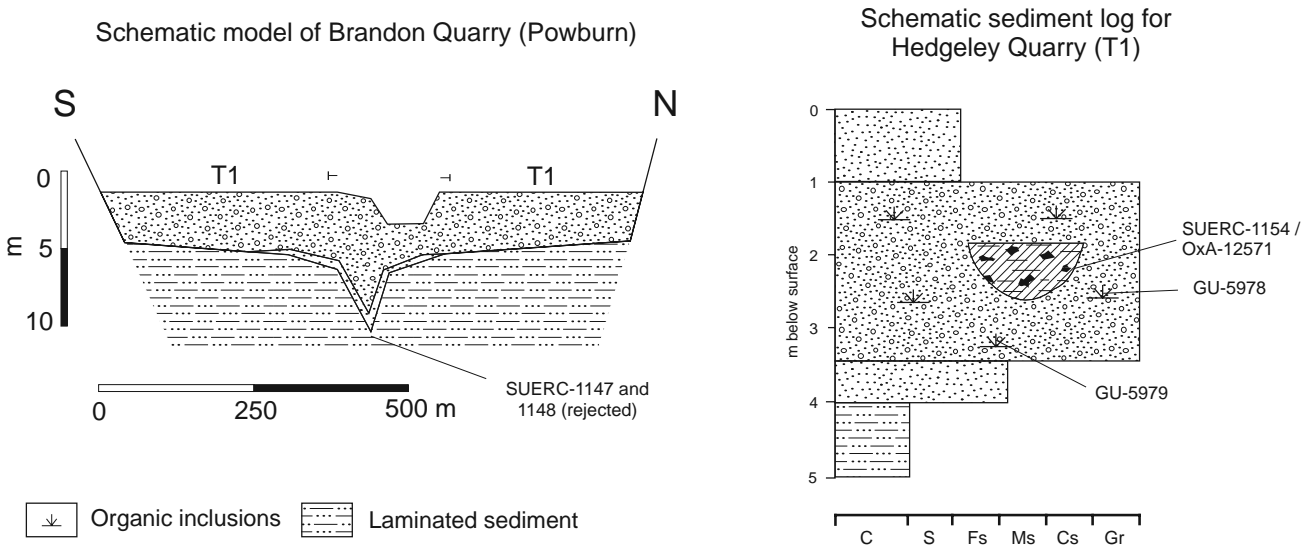 Schematic model of Brandon Quarry (Powburn)
S
N
T1
T1
0
5
10
m
SUERC-1147 and
1148 (rejected)
0
250
500 m
Organic inclusions
Laminated sediment
Schematic sediment log for
Hedgeley Quarry (T1)
0
1
2
3
4
5
m below surface
SUERC-1154 /
OxA-12571
GU-5978
GU-5979
C
S
Fs
Ms
Cs
Gr